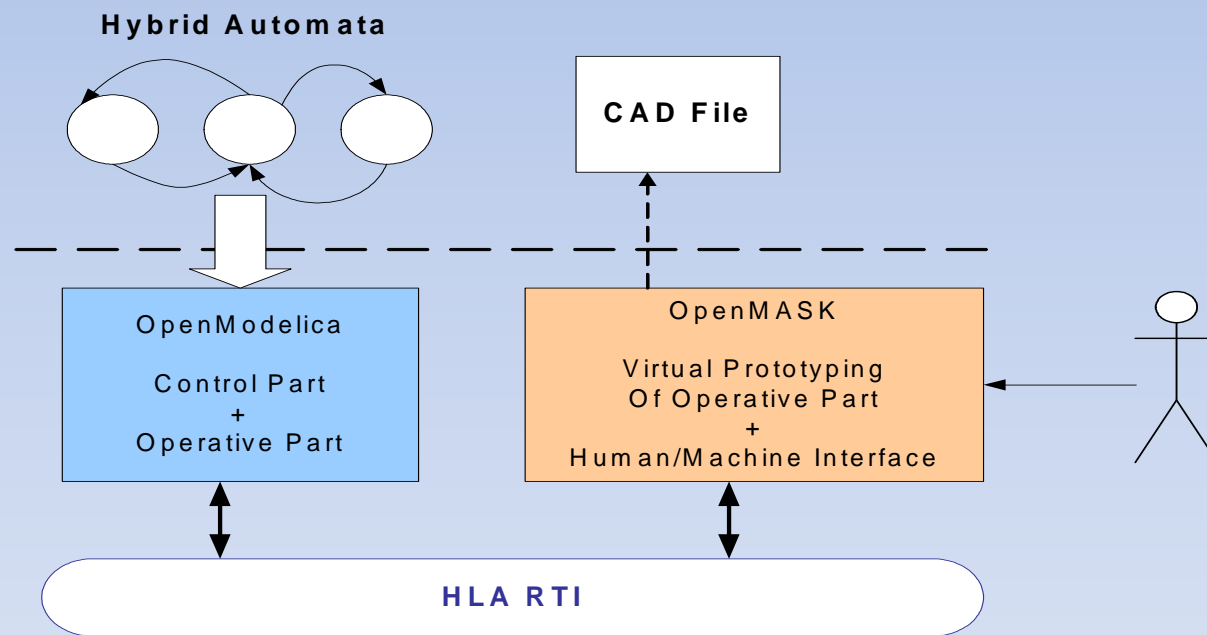 Hybrid Automata
CAD File
OpenModelica
Control Part
+
Operative Part
OpenMASK
Virtual Prototyping
Of Operative Part
+
Human/Machine Interface
HLA RTI